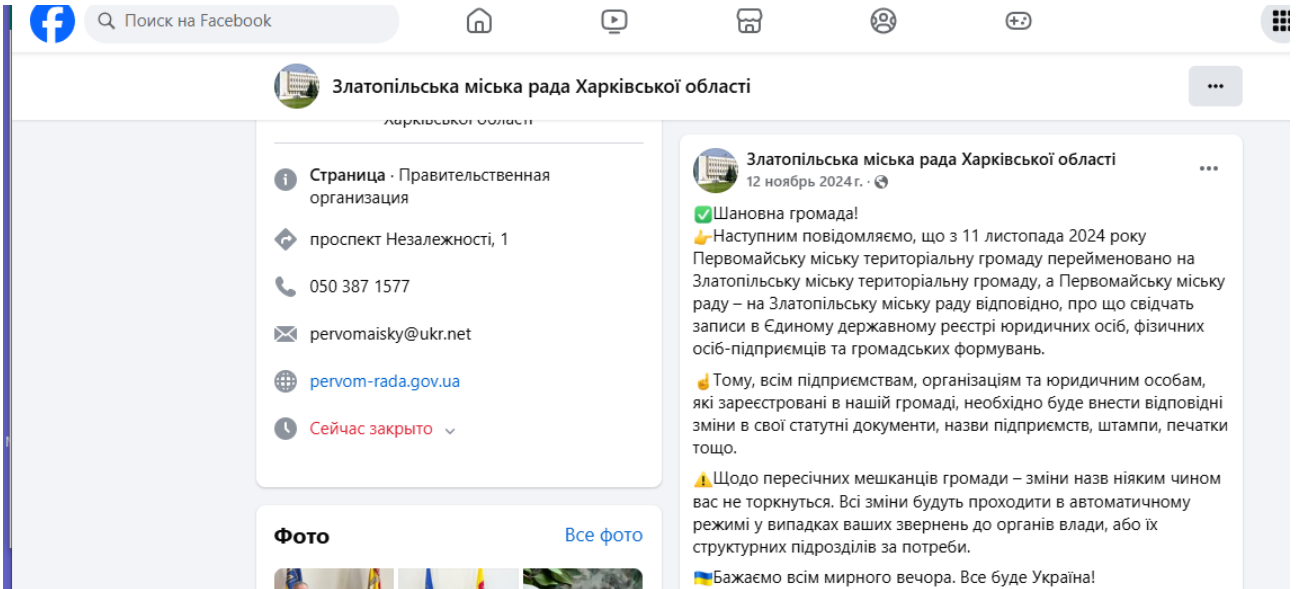 Поиск на Facebook
Златопільська міська рада Харківської області
Харківської області
Страница · Правительственная
организация
проспект Незалежності, 1
050 387 1577
pervomaisky@ukr.net
pervom-rada.gov.ua
Сейчас закрыто
Фото
Все фото
Златопільська міська рада Харківської області
12 ноябрь 2024 г. ·
✅Шановна громада!
👉Наступним повідомляємо, що з 11 листопада 2024 року
Первомайську міську територіальну громаду перейменовано на
Златопільську міську територіальну громаду, а Первомайську міську
раду – на Златопільську міську раду відповідно, про що свідчать
записи в Єдиному державному реєстрі юридичних осіб, фізичних
осіб-підприємців та громадських формувань.
☝Тому, всім підприємствам, організаціям та юридичним особам,
які зареєстровані в нашій громаді, необхідно буде внести відповідні
зміни в свої статутні документи, назви підприємств, штампи, печатки
тощо.
⚠Щодо пересічних мешканців громади – зміни назв ніяким чином
вас не торкнуться. Всі зміни будуть проходити в автоматичному
режимі у випадках ваших звернень до органів влади, або їх
структурних підрозділів за потреби.
🇺🇦Бажаємо всім мирного вечора. Все буде Україна!